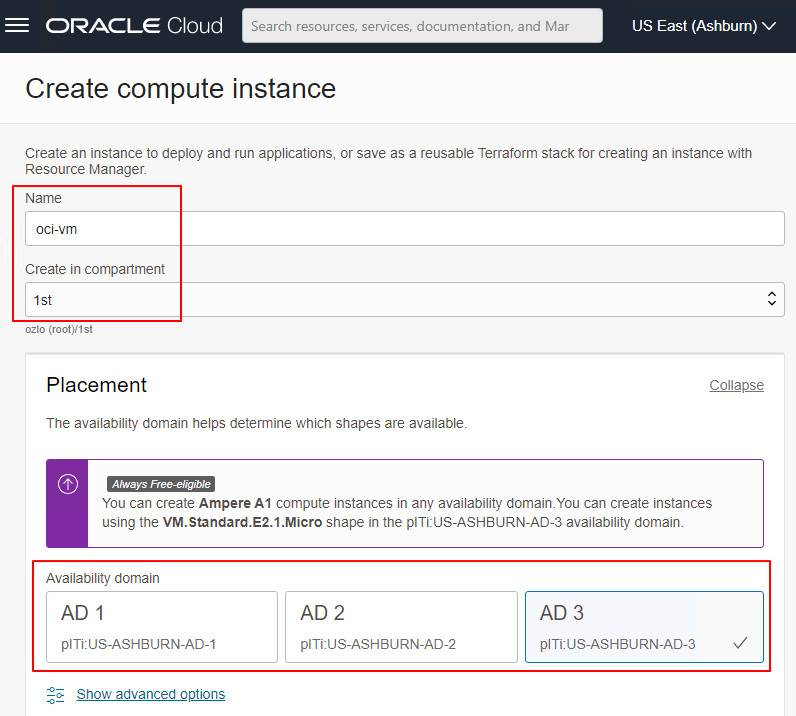 ORACLE Cloud
Search resources, services, documentation, and Mar
US East (Ashburn)
Create compute instance
Create an instance to deploy and run applications, or save as a reusable Terraform stack for creating an instance with
Resource Manager.
Name
oci-vm
Create in compartment
1st
ozlo (root)/1st
Placement
Collapse
The availability domain helps determine which shapes are available.
Always Free-eligible
You can create Ampere A1 compute instances in any availability domain.You can create instances
using the VM.Standard.E2.1.Micro shape in the pITi:US-ASHBURN-AD-3 availability domain.
Availability domain
AD 1
pITi:US-ASHBURN-AD-1
AD 2
pITi:US-ASHBURN-AD-2
AD 3
pITi:US-ASHBURN-AD-3
Show advanced options